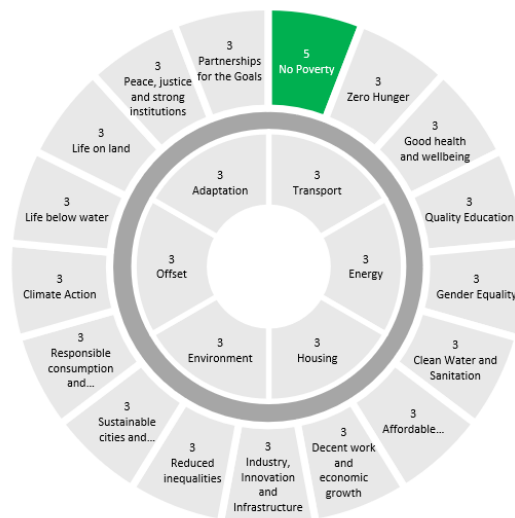 5
No Poverty
3
Zero Hunger
3
Good health
and wellbeing
3
Quality Education
3
Gender Equality
3
Clean Water and
Sanitation
3
Affordable...
3
Decent work
and
economic
growth
3
Industry,
Innovation
and
Infrastructure
3
Reduced
inequalities
3
Sustainable
cities and...
3
Responsible
consumption
and...
3
Climate Action
3
Life below water
3
Life on land
3
Peace, justice
and strong
institutions
3
Partnerships
for the Goals
3
Transport
3
Energy
3
Housing
3
Environment
3
Offset
3
Adaptation